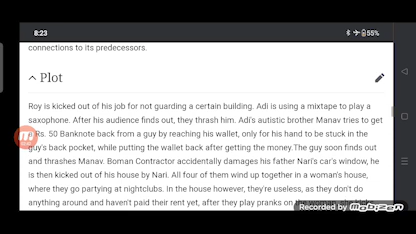 8:23
55%
connections to its predecessors.
Plot
Roy is kicked out of his job for not guarding a certain building. Adi is using a mixtape to play a
saxophone. After his audience finds out, they thrash him. Adi's autistic brother Manav tries to get
a Rs. 50 Banknote back from a guy by reaching his wallet, only for his hand to be stuck in the
guy's back pocket, while putting the wallet back after getting the money.The guy soon finds out
and thrashes Manav. Boman Contractor accidentally damages his father Nari's car's window, he
is then kicked out of his house by Nari. All four of them wind up together in a woman's house,
where they go partying at nightclubs. In the house however, they're useless, as they don't do
anything around and haven't paid their rent yet, after they play pranks on the woman, she
Recorded by Mobizen